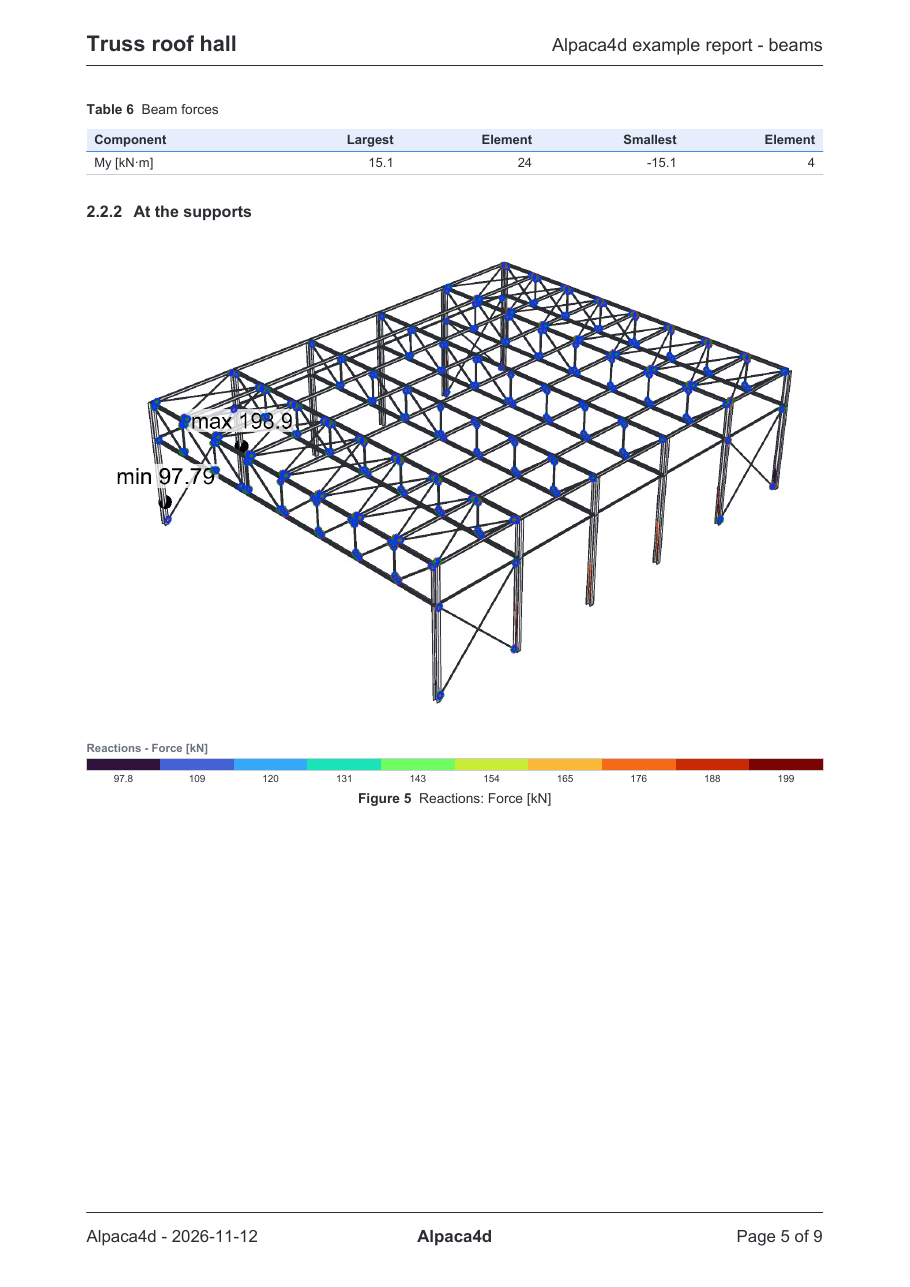 Truss roof hall
Alpaca4d example report - beams
Table 6 Beam forces
Component Largest Element Smallest Element
My [kN·m] 15.1 24 -15.1 4
2.2.2 At the supports
max 198.9
min 97.79
Reactions - Force [kN]
97.8 109 120 131 143 154 165 176 188 199
Figure 5 Reactions: Force [kN]
Alpaca4d - 2026-11-12
Alpaca4d
Page 5 of 9